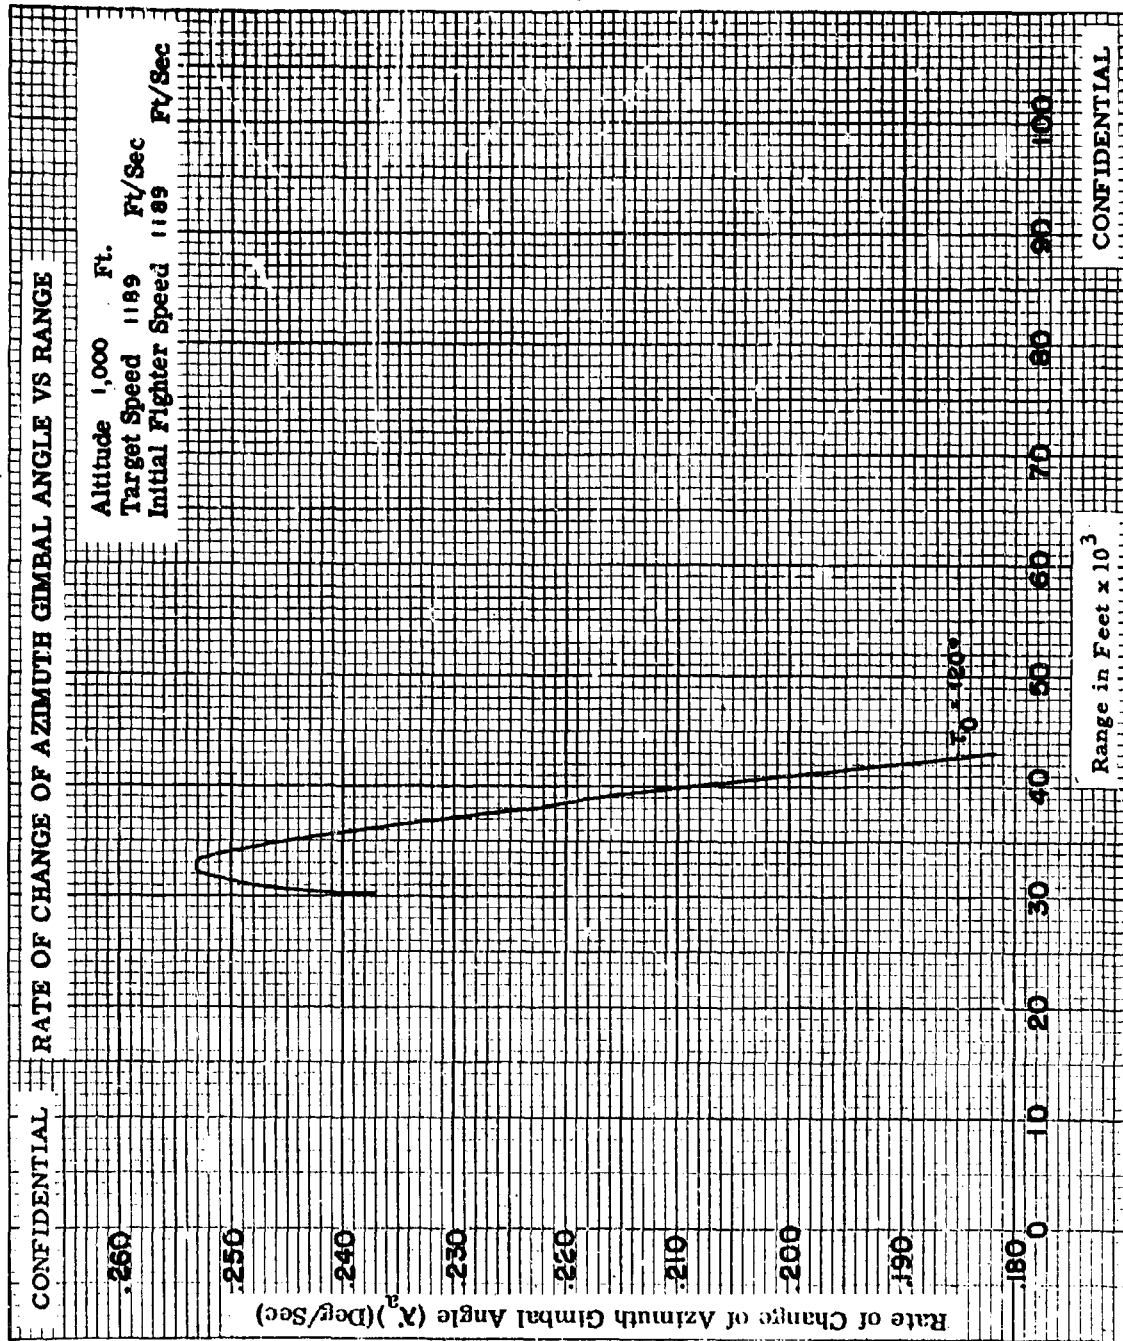 CONFIDENTIAL
RATE OF CHANGE OF AZIMUTH GIMBAL ANGLE VS RANGE
Altitude 1,000 Ft.
Target Speed 1189 Ft/Sec
Initial Fighter Speed 1189 Ft/Sec
Rate of Change of Azimuth Gimbal Angle (λ̇a)(Deg/Sec)
.260
.250
.240
.230
.220
.210
.200
.190
.180
τ0 = 120°
0 10 20 30 40 50 60 70 80 90 100
Range in Feet x 10³
CONFIDENTIAL